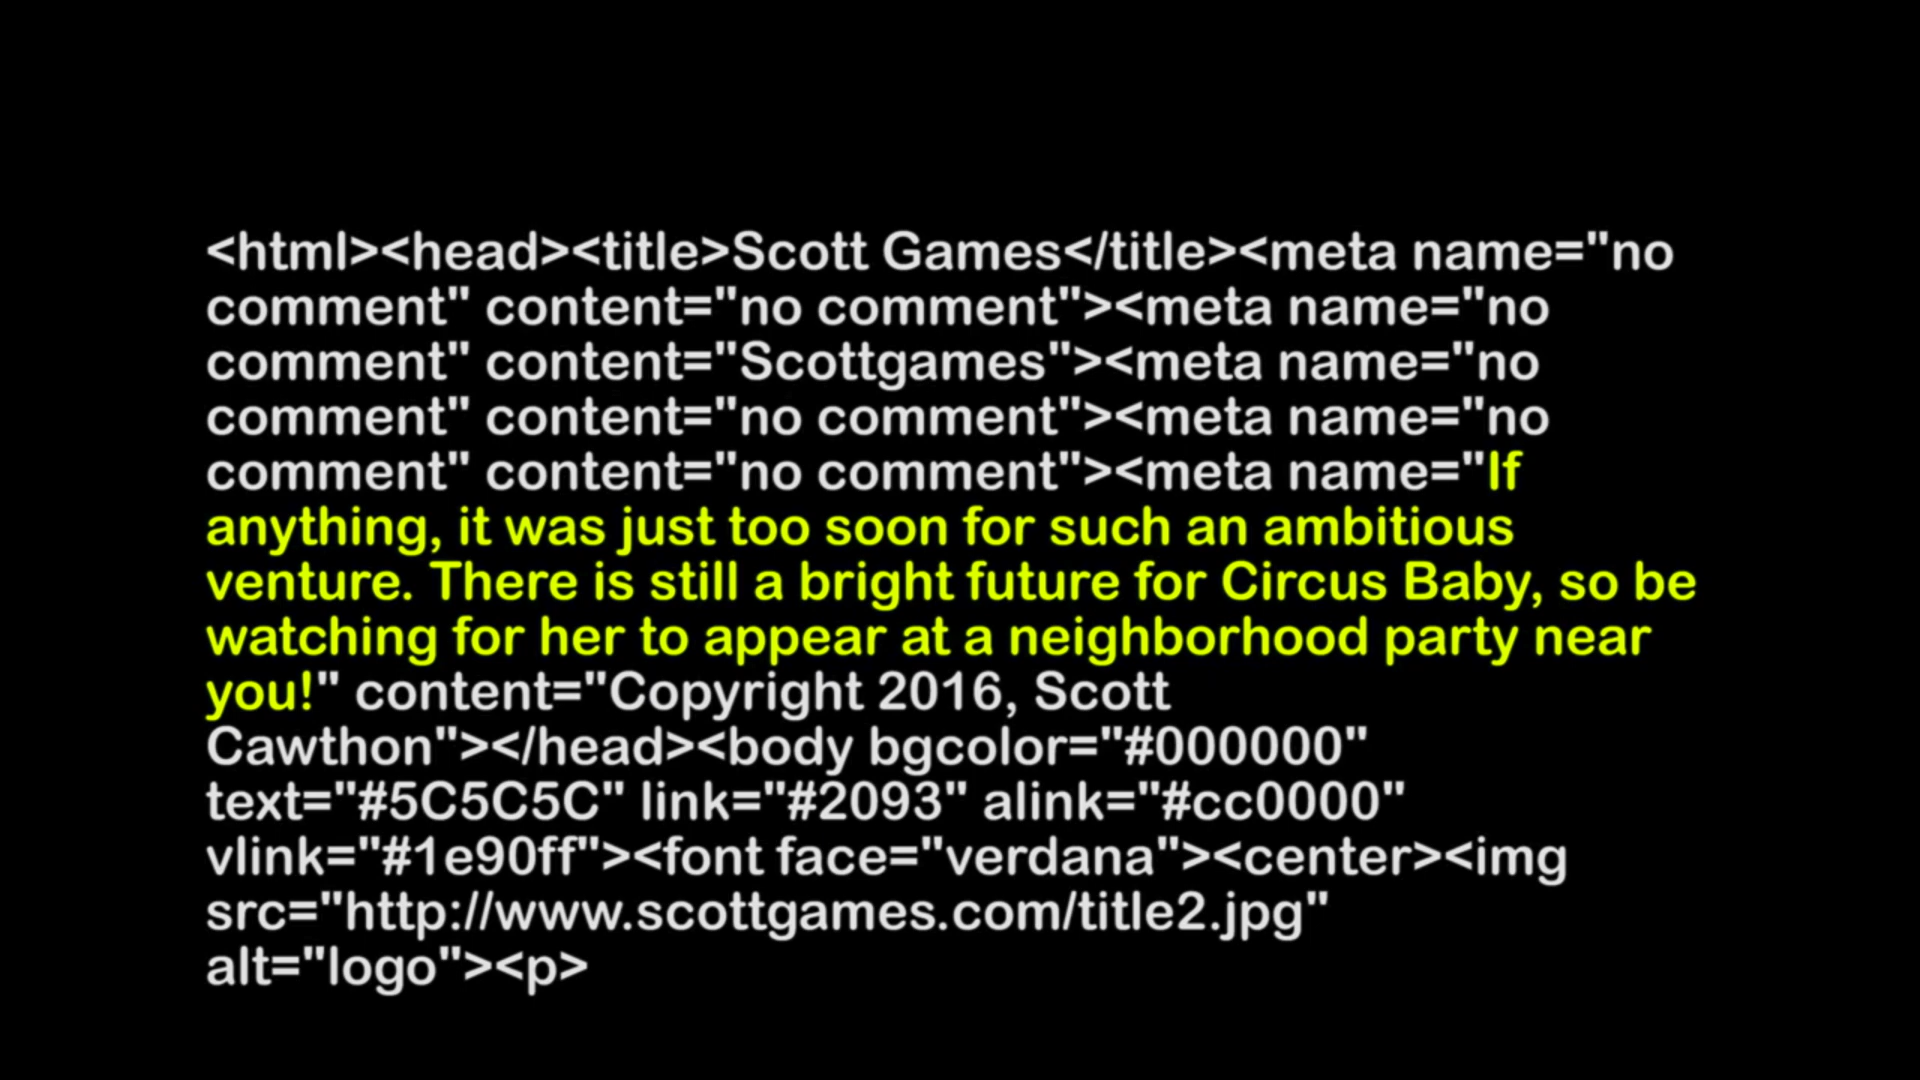 <html><head><title>Scott Games</title><meta name="no
comment" content="no comment"><meta name="no
comment" content="Scottgames"><meta name="no
comment" content="no comment"><meta name="no
comment" content="no comment"><meta name="If
anything, it was just too soon for such an ambitious
venture. There is still a bright future for Circus Baby, so be
watching for her to appear at a neighborhood party near
you!" content="Copyright 2016, Scott
Cawthon"></head><body bgcolor="#000000"
text="#5C5C5C" link="#2093" alink="#cc0000"
vlink="#1e90ff"><font face="verdana"><center><img
src="http://www.scottgames.com/title2.jpg"
alt="logo"><p>